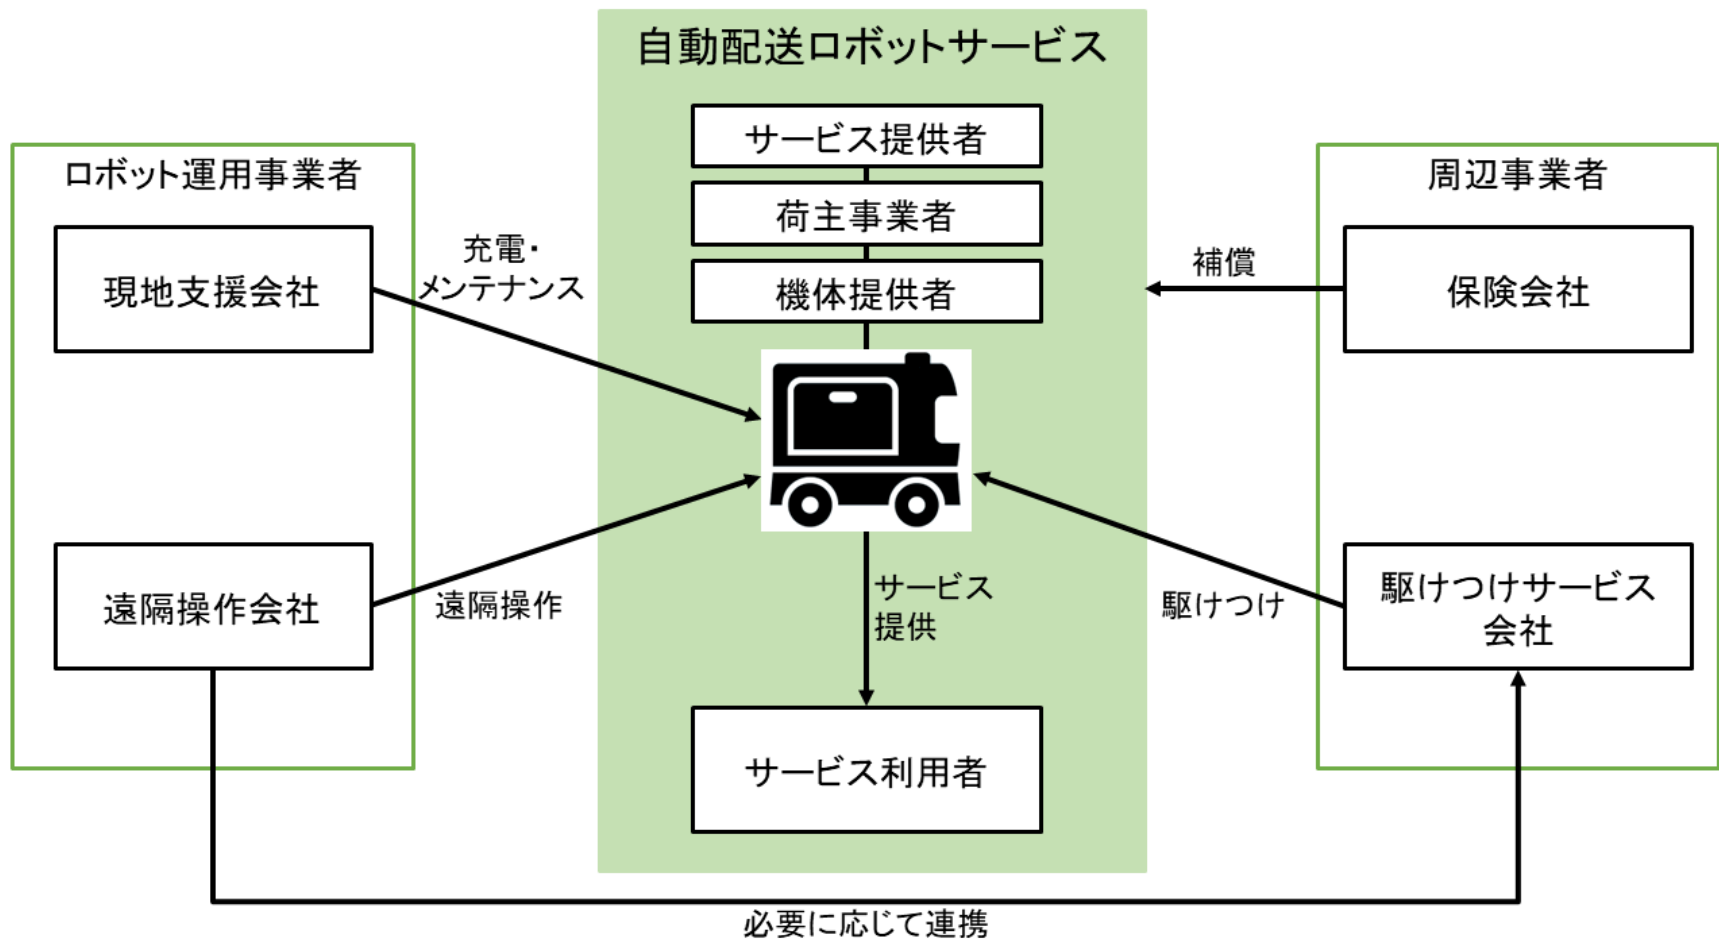 自動配送ロボットサービス
サービス提供者
荷主事業者
機体提供者
ロボット運用事業者
現地支援会社
充電・
メンテナンス
遠隔操作会社
遠隔操作
サービス
提供
サービス利用者
周辺事業者
補償
保険会社
駆けつけ
駆けつけサービス
会社
必要に応じて連携